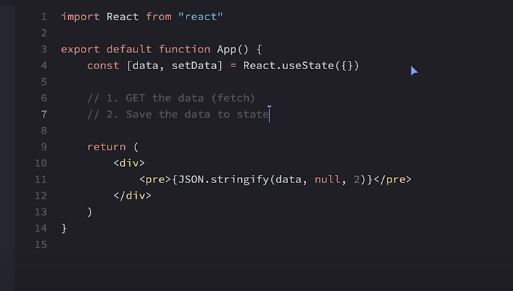 1 import React from "react"
2
3 export default function App() {
4 const [data, setData] = React.useState({})
5
6 // 1. GET the data (fetch)
7 // 2. Save the data to state
8
9 return (
10 <div>
11 <pre>{JSON.stringify(data, null, 2)}</pre>
12 </div>
13 )
14 }
15